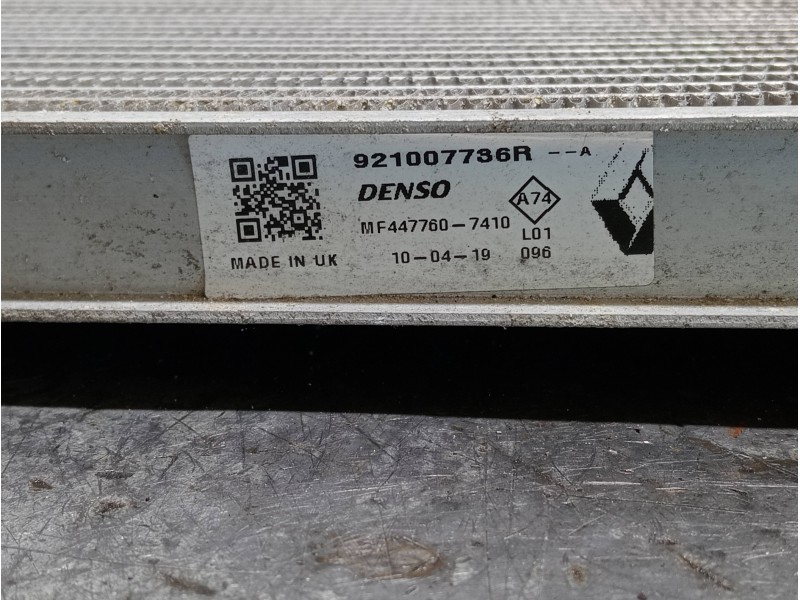 921007736R --A
DENSO
A74
MF447760-7410
L01
MADE IN UK
10-04-19
096